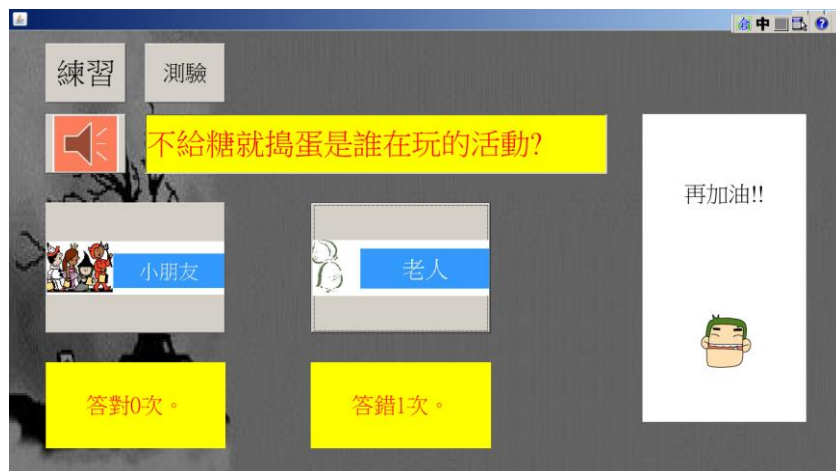 中
練習
測驗
不給糖就搗蛋是誰在玩的活動?
再加油!!
小朋友
老人
答對0次。
答錯1次。